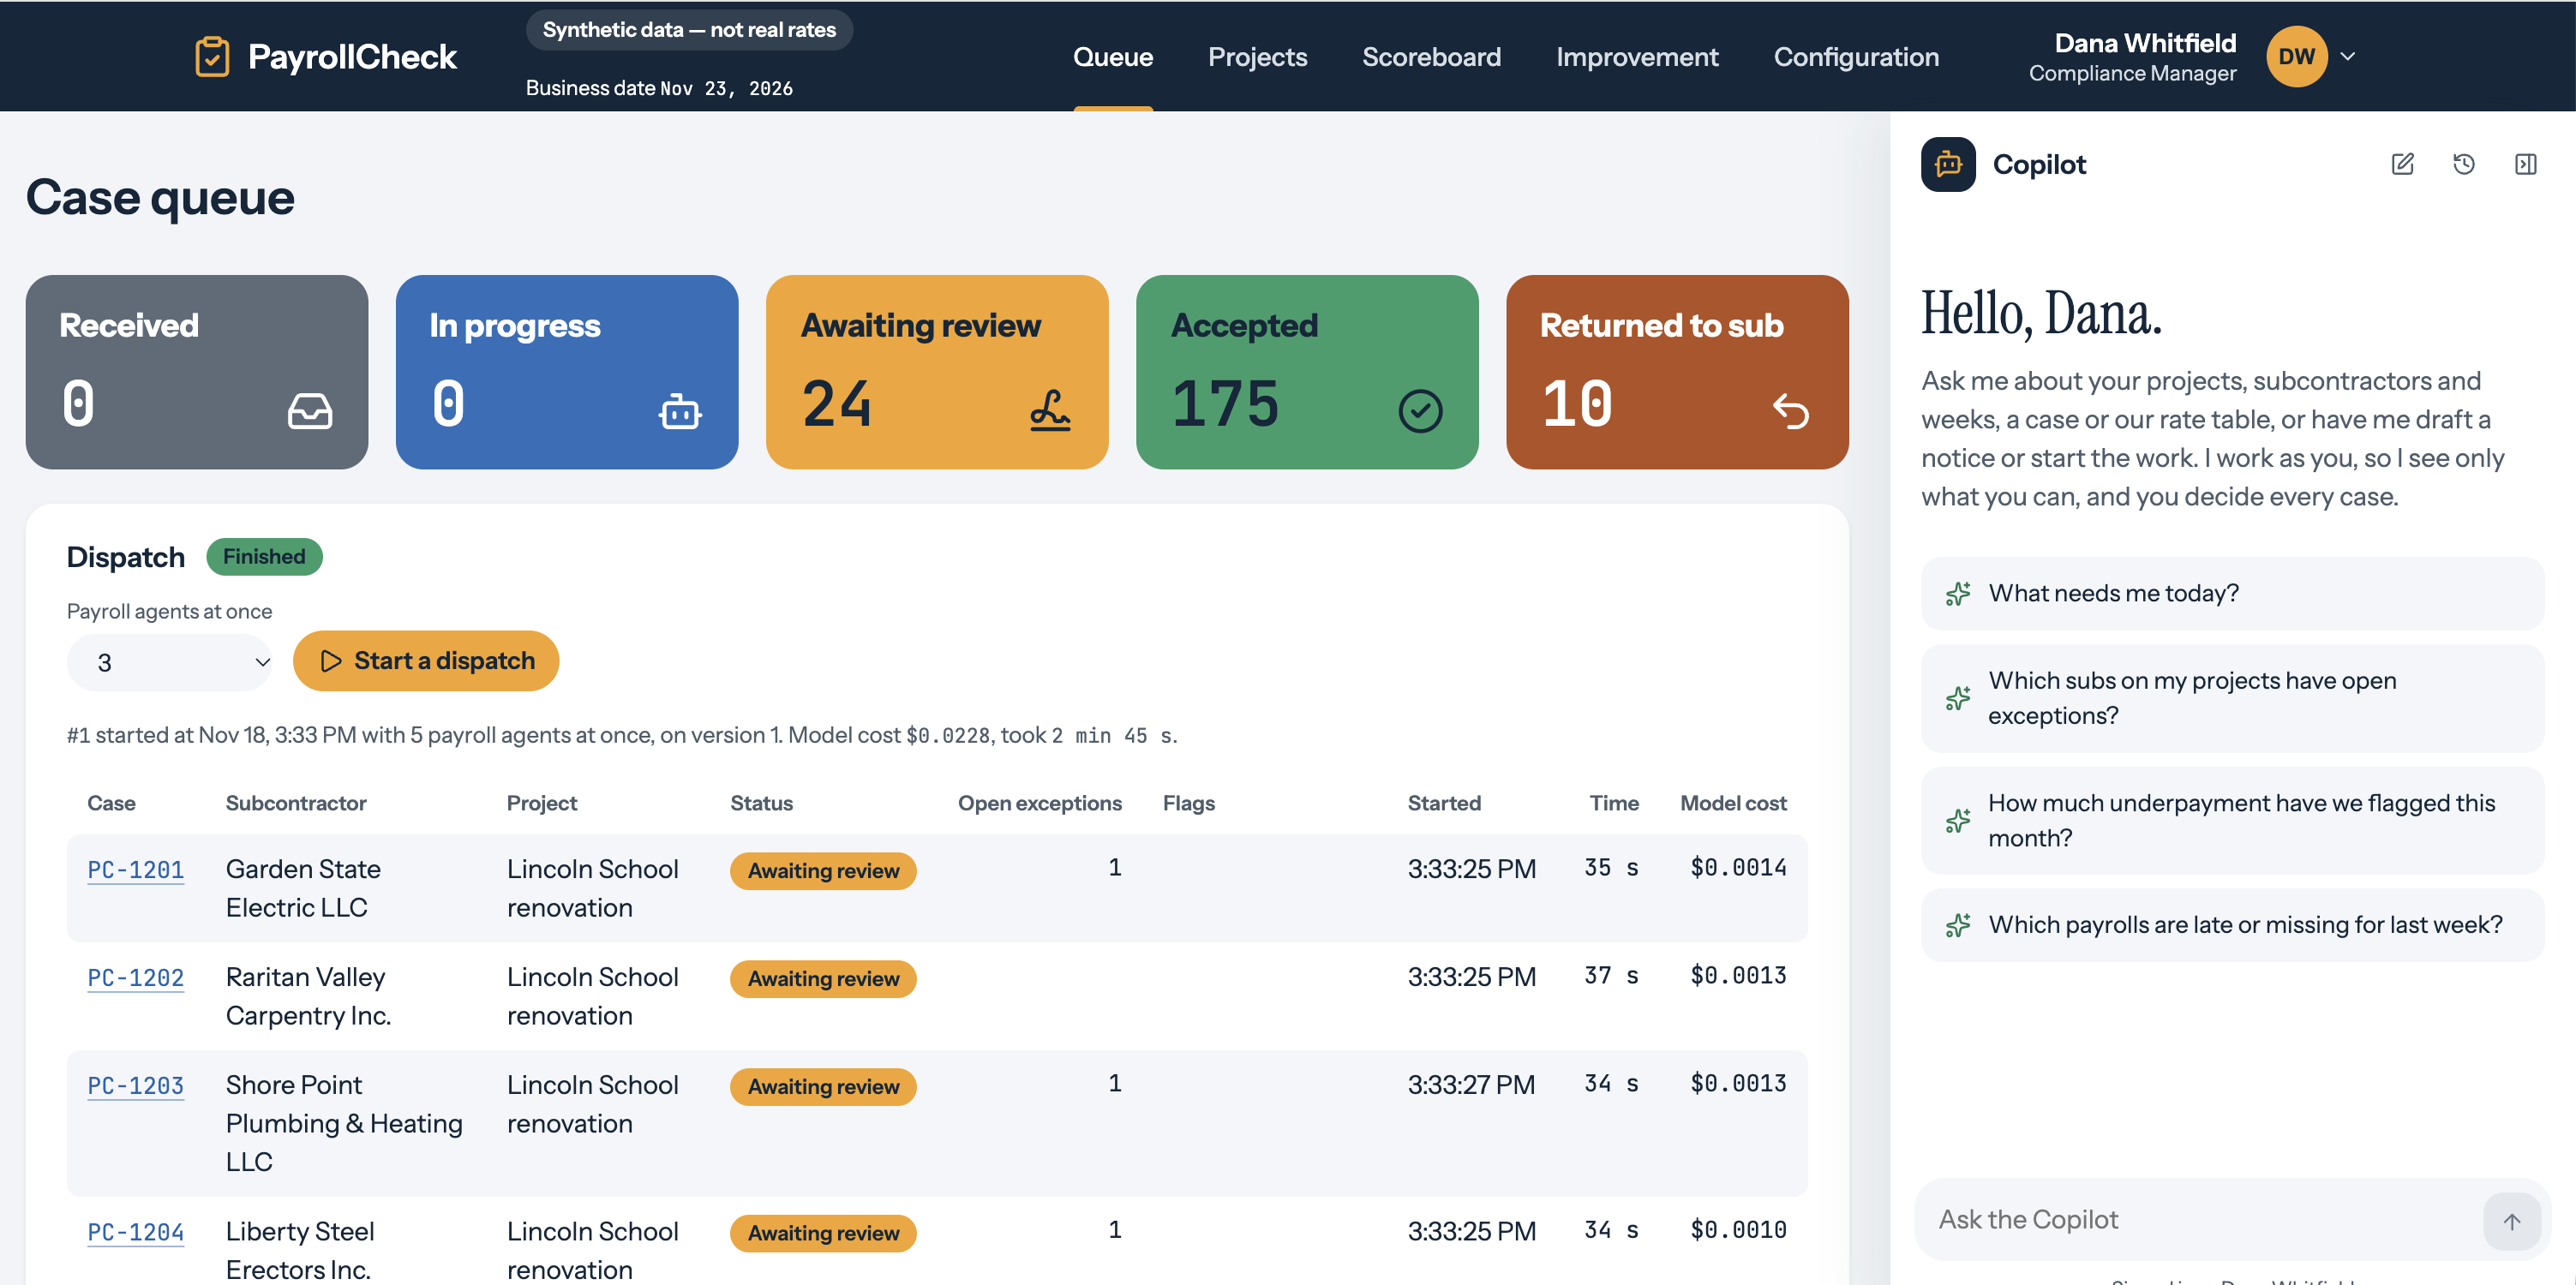 PayrollCheck
Synthetic data — not real rates
Business date Nov 23, 2026
Queue
Projects
Scoreboard
Improvement
Configuration
Dana Whitfield
Compliance Manager
DW
Case queue
Received
0
In progress
0
Awaiting review
24
Accepted
175
Returned to sub
10
Dispatch
Finished
Payroll agents at once
3
Start a dispatch
#1 started at Nov 18, 3:33 PM with 5 payroll agents at once, on version 1. Model cost $0.0228, took 2 min 45 s.
Case Subcontractor Project Status Open exceptions Flags Started Time Model cost
PC-1201 Garden State Lincoln School Awaiting review 1 3:33:25 PM 35 s $0.0014
Electric LLC renovation
PC-1202 Raritan Valley Lincoln School Awaiting review 3:33:25 PM 37 s $0.0013
Carpentry Inc. renovation
PC-1203 Shore Point Lincoln School Awaiting review 1 3:33:27 PM 34 s $0.0013
Plumbing & Heating renovation
LLC
PC-1204 Liberty Steel Lincoln School Awaiting review 1 3:33:25 PM 34 s $0.0010
Erectors Inc. renovation
Copilot
Hello, Dana.
Ask me about your projects, subcontractors and
weeks, a case or our rate table, or have me draft a
notice or start the work. I work as you, so I see only
what you can, and you decide every case.
What needs me today?
Which subs on my projects have open
exceptions?
How much underpayment have we flagged this
month?
Which payrolls are late or missing for last week?
Ask the Copilot